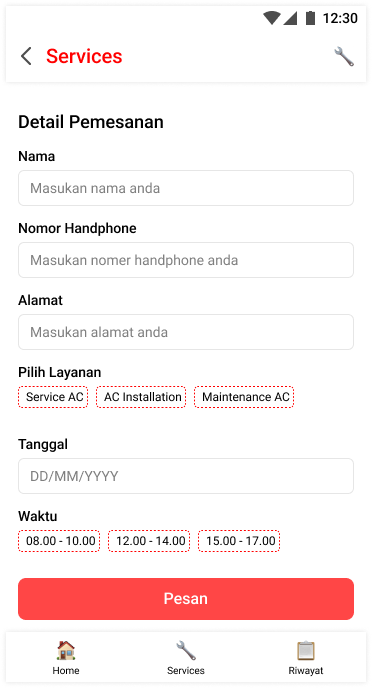 12:30
Services
Detail Pemesanan
Nama
Masukan nama anda
Nomor Handphone
Masukan nomer handphone anda
Alamat
Masukan alamat anda
Pilih Layanan
Service AC AC Installation Maintenance AC
Tanggal
DD/MM/YYYY
Waktu
08.00 - 10.00 12.00 - 14.00 15.00 - 17.00
Pesan
Home Services Riwayat